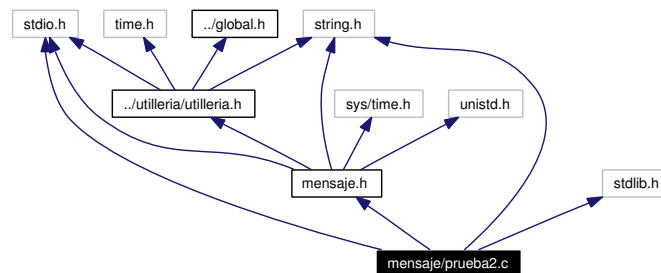 stdio.h
time.h
../global.h
string.h
../utilleria/utilleria.h
sys/time.h
unistd.h
mensaje.h
stdlib.h
mensaje/prueba2.c